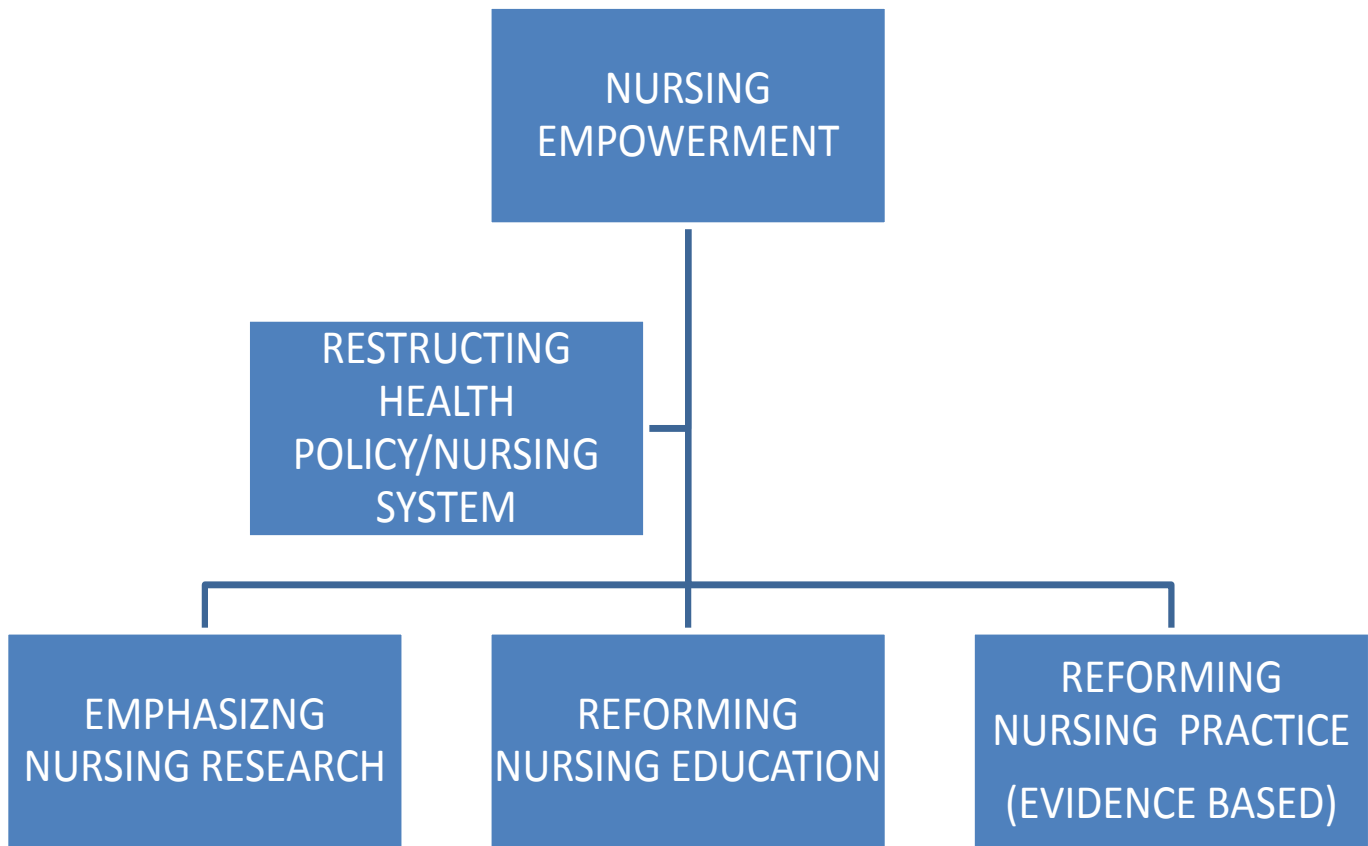 NURSING
EMPOWERMENT
RESTRUCTING
HEALTH
POLICY/NURSING
SYSTEM
EMPHASIZNG
NURSING RESEARCH
REFORMING
NURSING EDUCATION
REFORMING
NURSING PRACTICE
(EVIDENCE BASED)